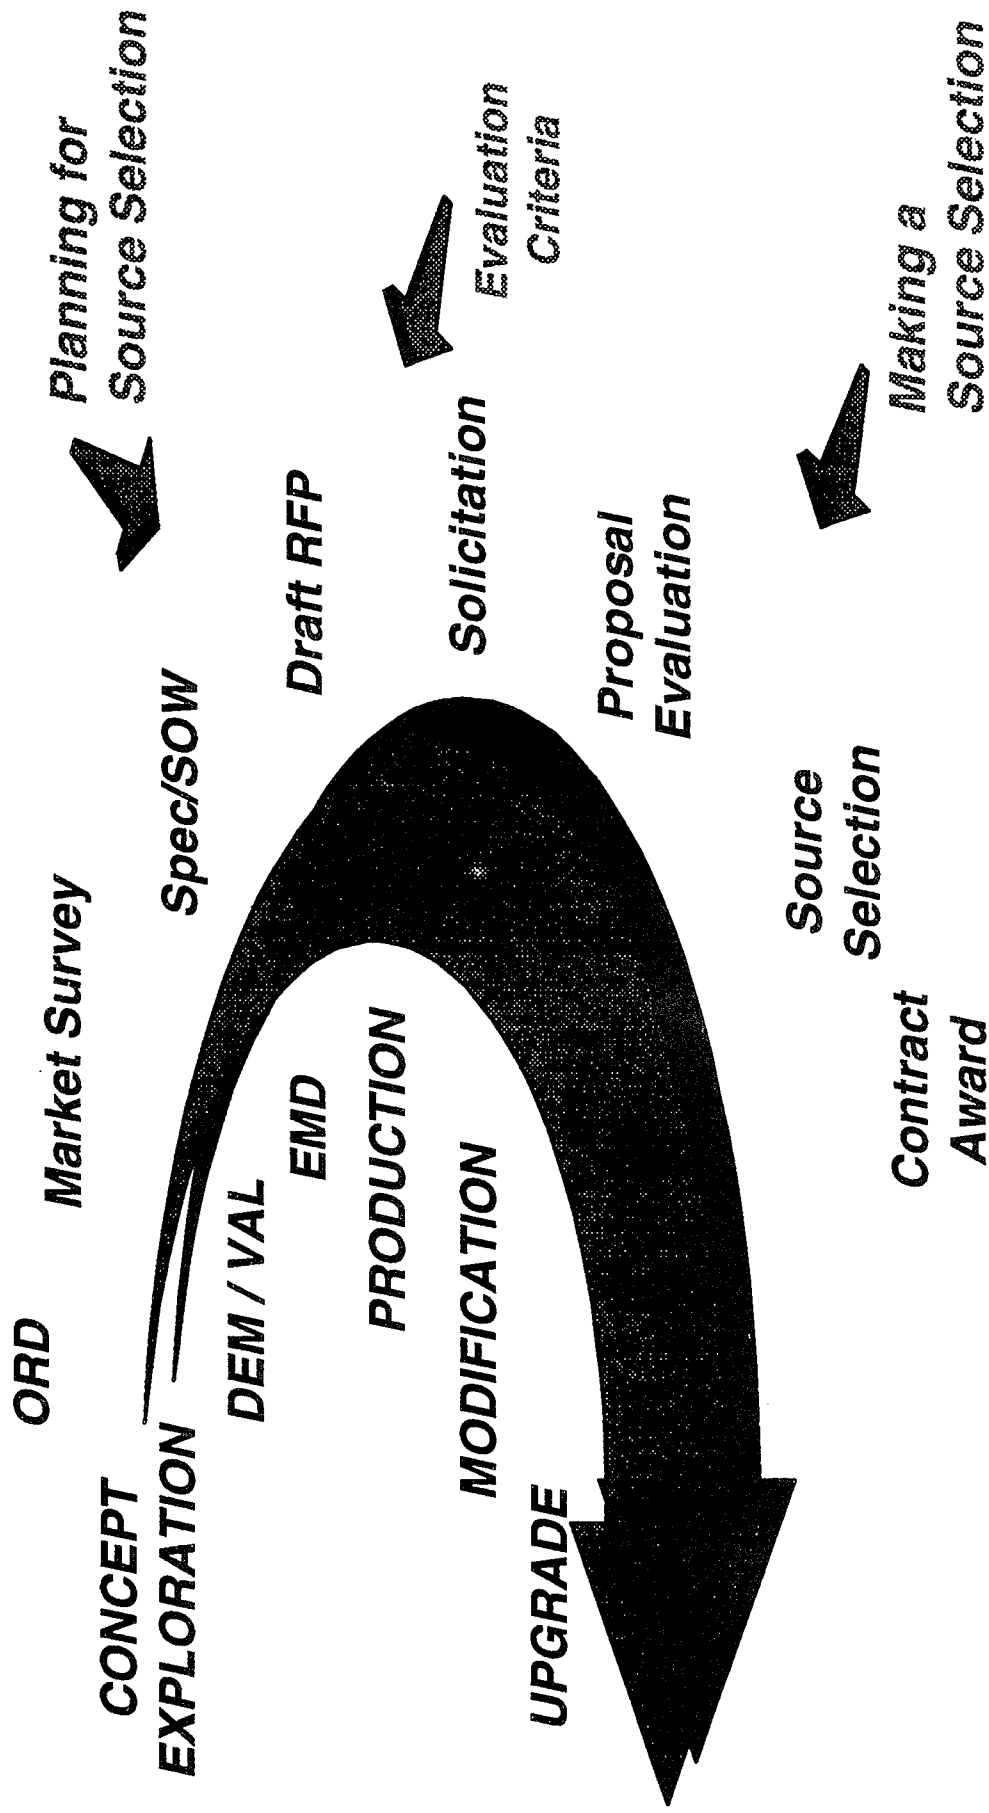 ORD
Market Survey
Planning for
Source Selection
CONCEPT
EXPLORATION
Spec/SOW
DEM / VAL
EMD
Draft RFP
PRODUCTION
Solicitation
Evaluation
Criteria
MODIFICATION
Proposal
Evaluation
UPGRADE
Source
Selection
Making a
Source Selection
Contract
Award